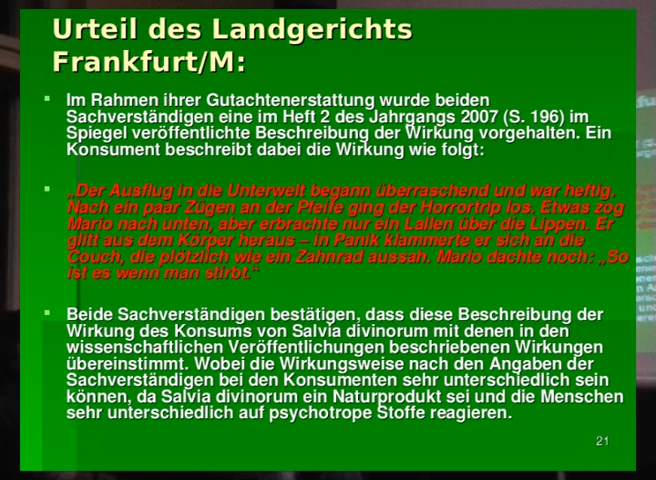 Urteil des Landgerichts
Frankfurt/M:
Im Rahmen ihrer Gutachtenerstattung wurde beiden
Sachverständigen eine im Heft 2 des Jahrgangs 2007 (S. 196) im
Spiegel veröffentlichte Beschreibung der Wirkung vorgehalten. Ein
Konsument beschreibt dabei die Wirkung wie folgt:
„Der Ausflug in die Unterwelt begann überraschend und war heftig.
Nach ein paar Zügen an der Pfeife ging der Horrortrip los. Etwas zog
Mario nach unten, aber erbrachte nur ein Lallen über die Lippen. Er
glitt aus dem Körper heraus – in Panik klammerte er sich an die
Couch, die plötzlich wie ein Zahnrad aussah. Mario dachte noch: „So
ist es wenn man stirbt.“
Beide Sachverständigen bestätigen, dass diese Beschreibung der
Wirkung des Konsums von Salvia divinorum mit denen in den
wissenschaftlichen Veröffentlichungen beschriebenen Wirkungen
übereinstimmt. Wobei die Wirkungsweise nach den Angaben der
Sachverständigen bei den Konsumenten sehr unterschiedlich sein
können, da Salvia divinorum ein Naturprodukt sei und die Menschen
sehr unterschiedlich auf psychotrope Stoffe reagieren.
21